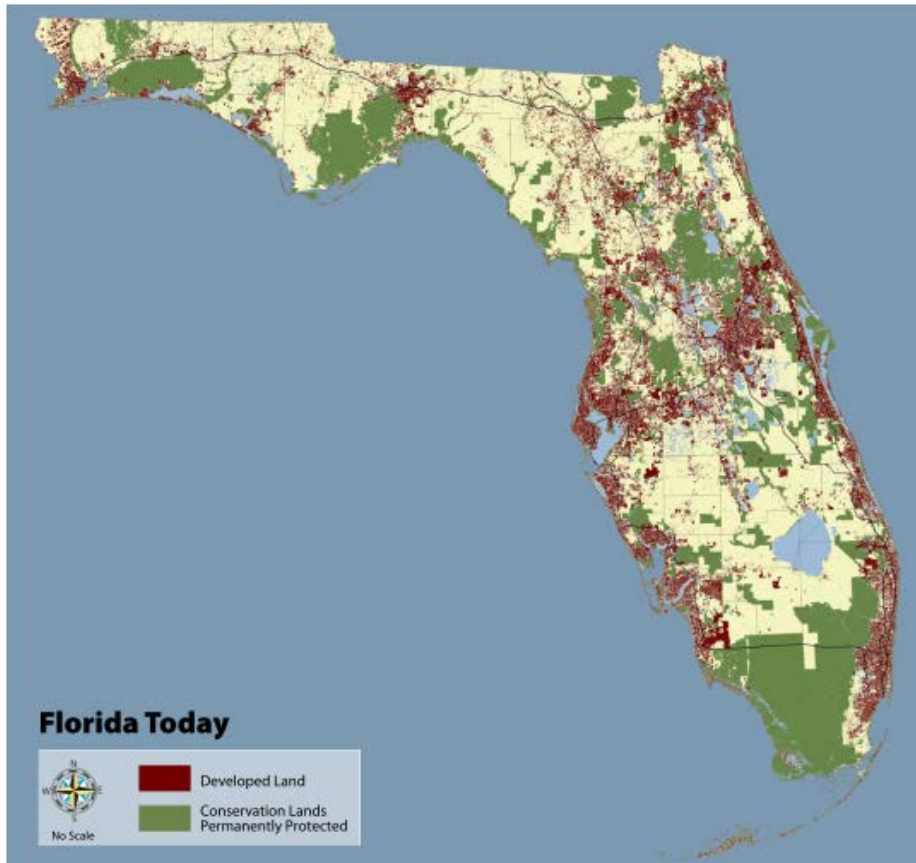 Florida Today
N
W
E
S
No Scale
Developed Land
Conservation Lands
Permanently Protected